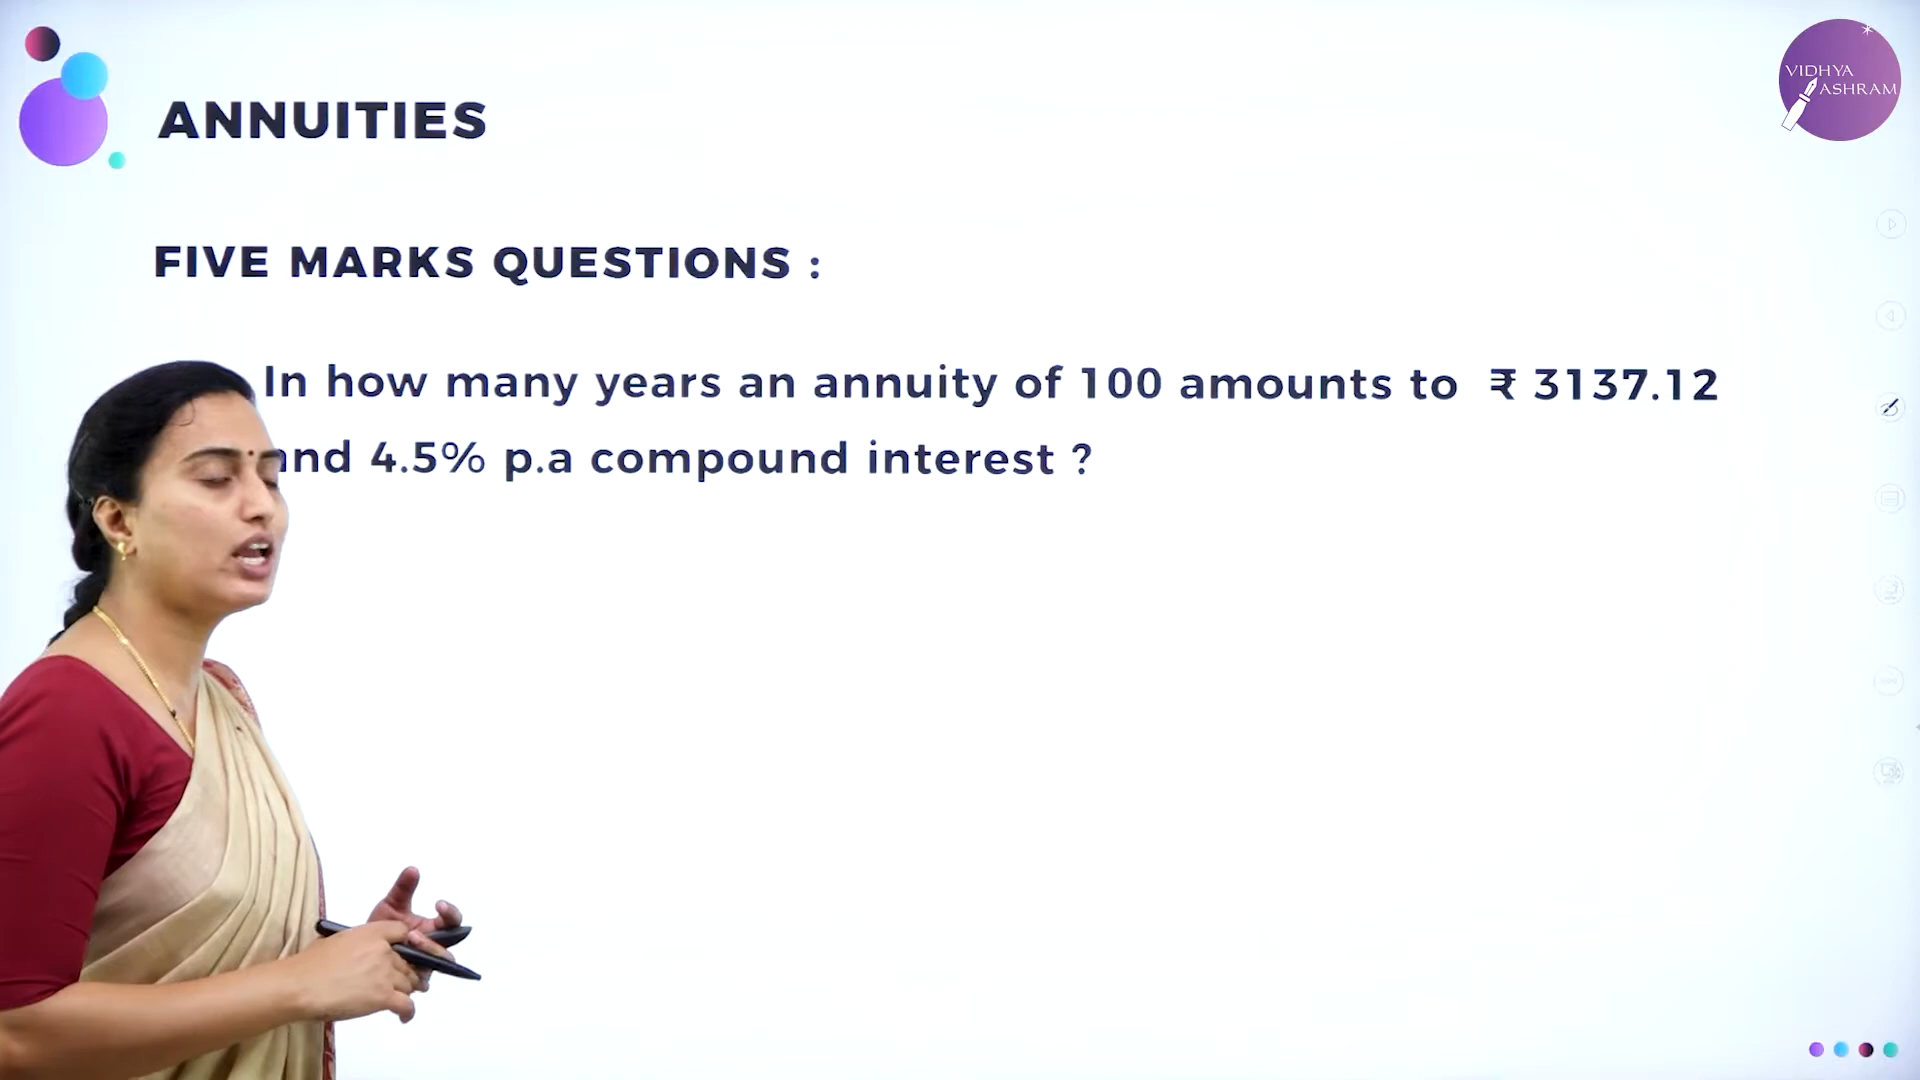 VIDHYA
ASHRAM
ANNUITIES
FIVE MARKS QUESTIONS :
In how many years an annuity of 100 amounts to ₹ 3137.12
and 4.5% p.a compound interest ?